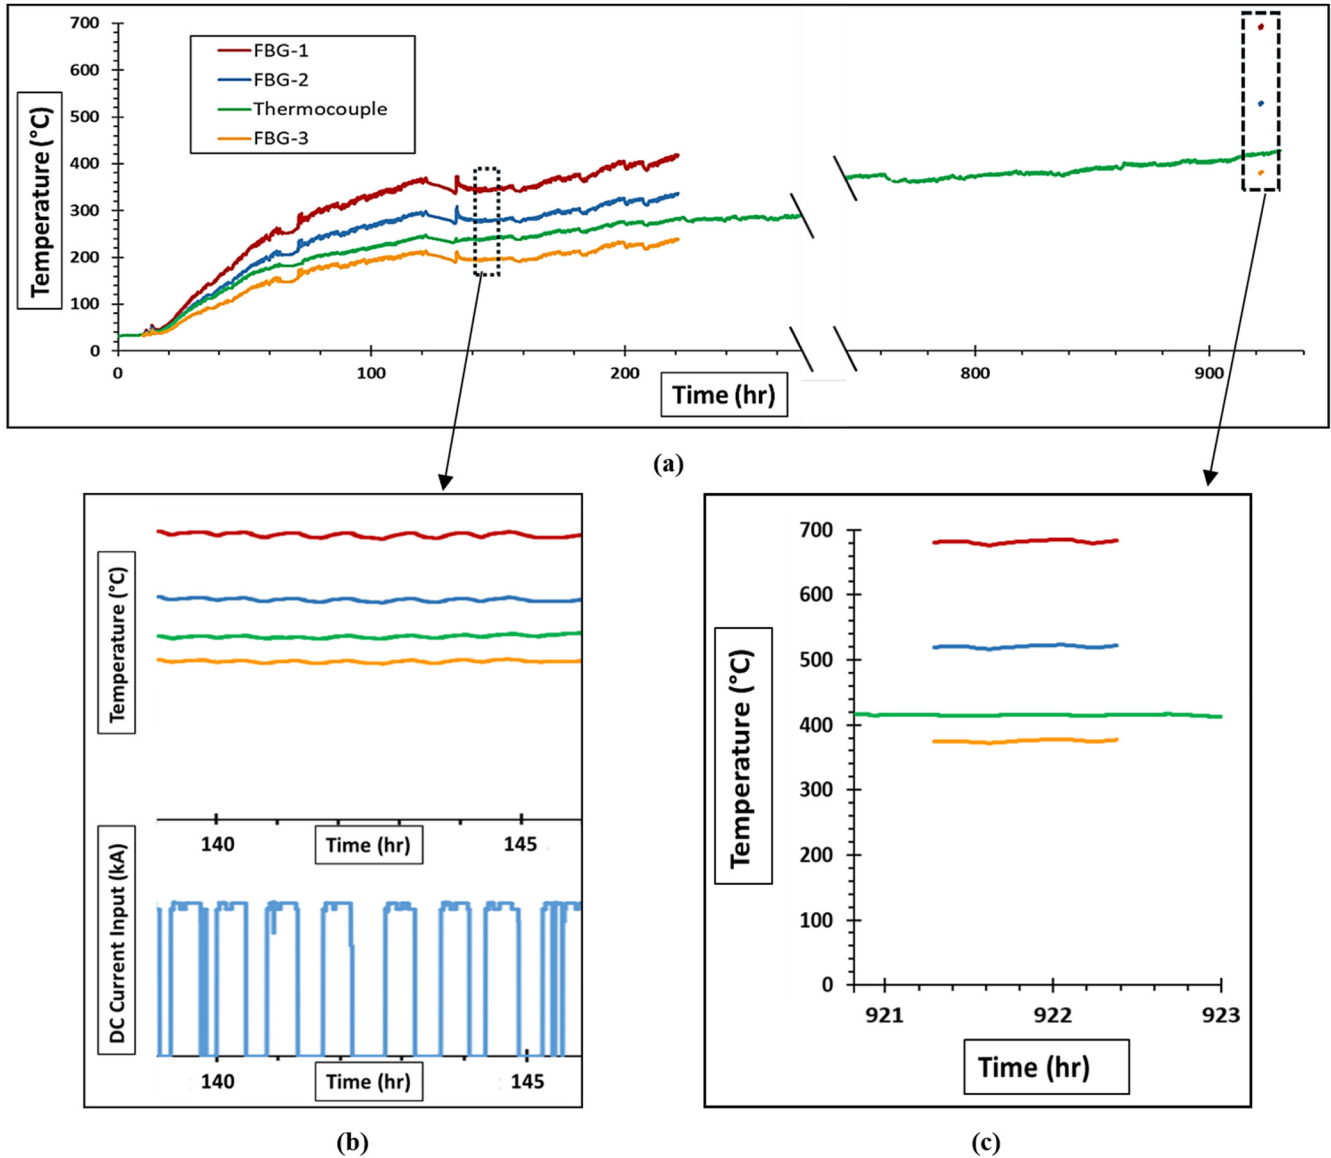 700
600
500
400
300
200
100
0
Temperature (°C)
FBG-1
FBG-2
Thermocouple
FBG-3
0 100 200 800 900
Time (hr)
(a)
Temperature (°C)
140 Time (hr) 145
DC Current Input (kA)
140 Time (hr) 145
(b)
700
600
500
400
300
200
100
0
Temperature (°C)
921 922 923
Time (hr)
(c)